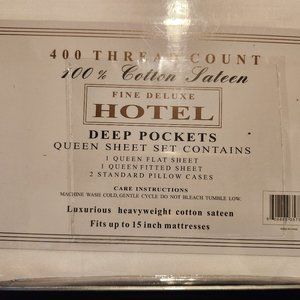 400 THREAD COUNT
100% Cotton Sateen
FINE DELUXE
HOTEL
DEEP POCKETS
QUEEN SHEET SET CONTAINS
1 QUEEN FLAT SHEET
1 QUEEN FITTED SHEET
2 STANDARD PILLOW CASES
CARE INSTRUCTIONS
MACHINE WASH COLD, GENTLE CYCLE DO NOT BLEACH TUMBLE LOW.
Luxurious heavyweight cotton sateen
Fits up to 15 inch mattresses